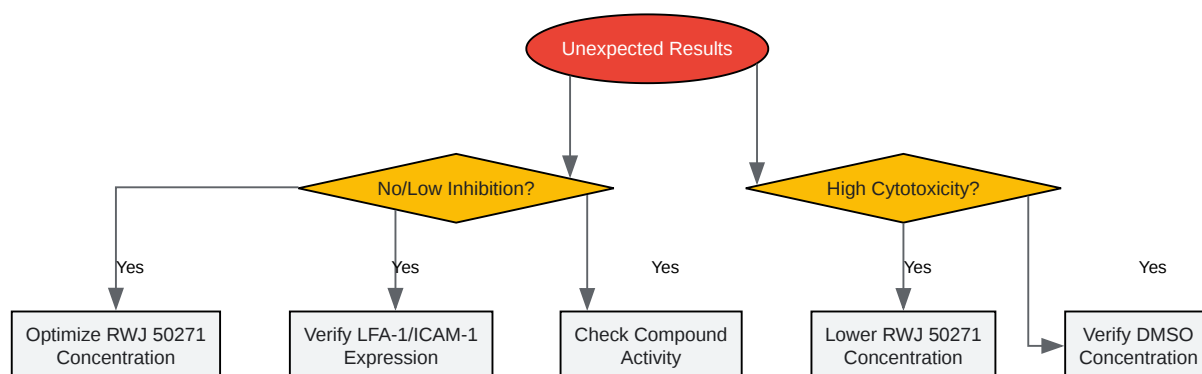 Unexpected Results
No/Low Inhibition?
High Cytotoxicity?
Yes
Yes
Yes
Yes
Yes
Optimize RWJ 50271
Concentration
Verify LFA-1/ICAM-1
Expression
Check Compound
Activity
Lower RWJ 50271
Concentration
Verify DMSO
Concentration